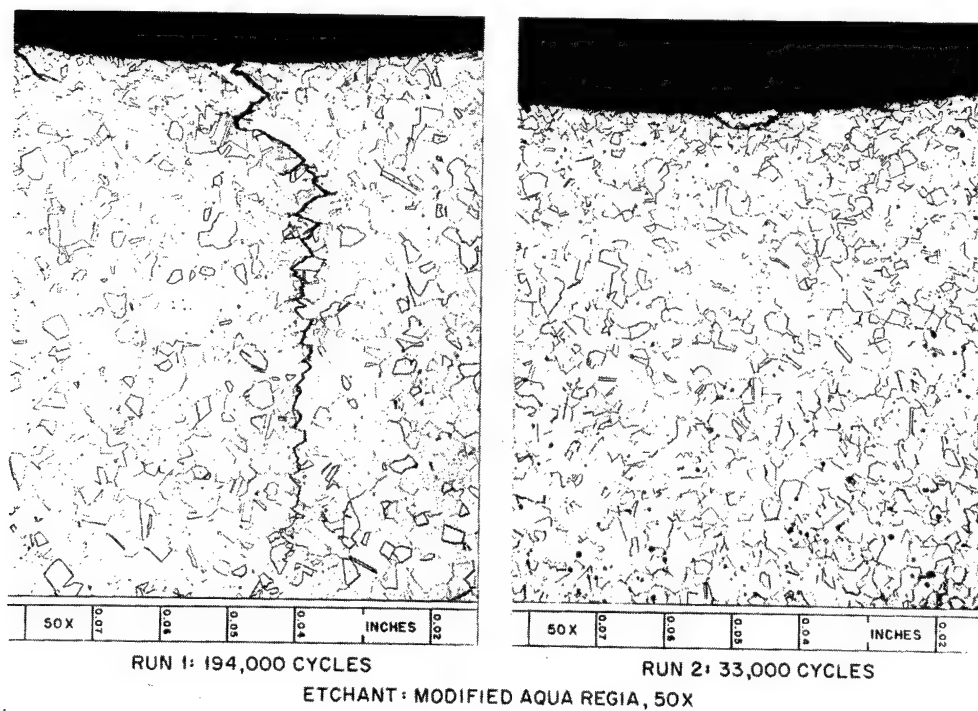 50X 0.07 0.06 0.05 0.04 INCHES 0.02
50X 0.07 0.06 0.05 0.04 INCHES 0.02
RUN 1: 194,000 CYCLES
RUN 2: 33,000 CYCLES
ETCHANT: MODIFIED AQUA REGIA, 50X